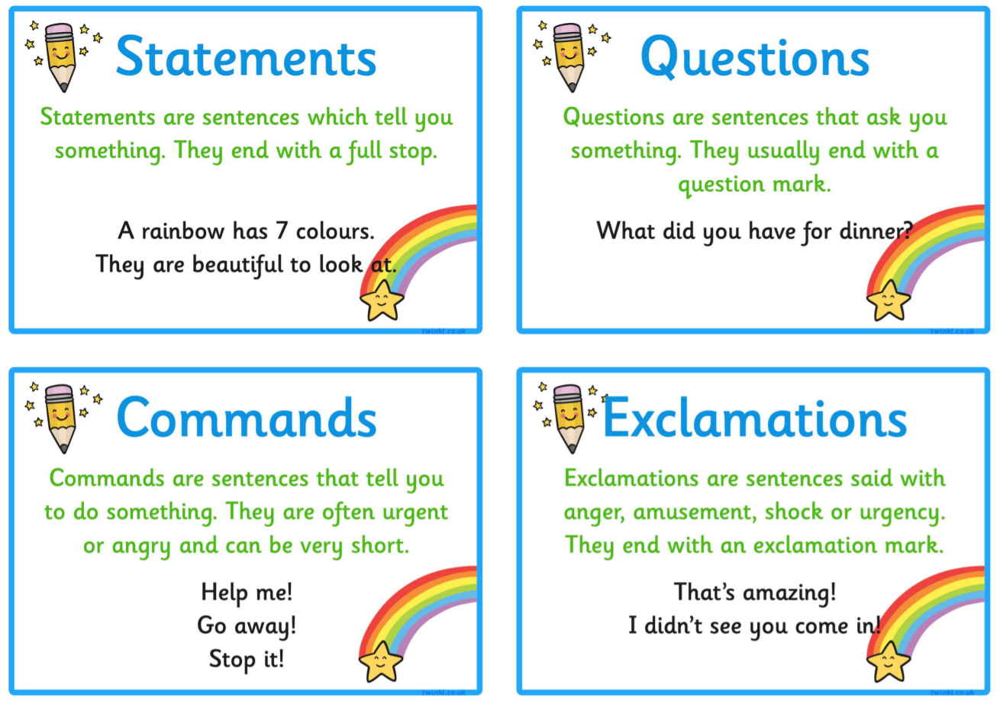 Statements
Statements are sentences which tell you
something. They end with a full stop.
A rainbow has 7 colours.
They are beautiful to look at.
twinkl.co.uk
Questions
Questions are sentences that ask you
something. They usually end with a
question mark.
What did you have for dinner?
twinkl.co.uk
Commands
Commands are sentences that tell you
to do something. They are often urgent
or angry and can be very short.
Help me!
Go away!
Stop it!
twinkl.co.uk
Exclamations
Exclamations are sentences said with
anger, amusement, shock or urgency.
They end with an exclamation mark.
That's amazing!
I didn't see you come in!
twinkl.co.uk